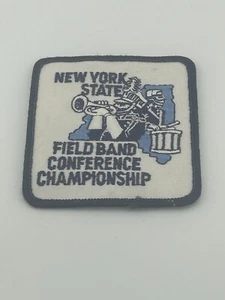 NEW YORK
STATE
FIELD BAND
CONFERENCE
CHAMPIONSHIP